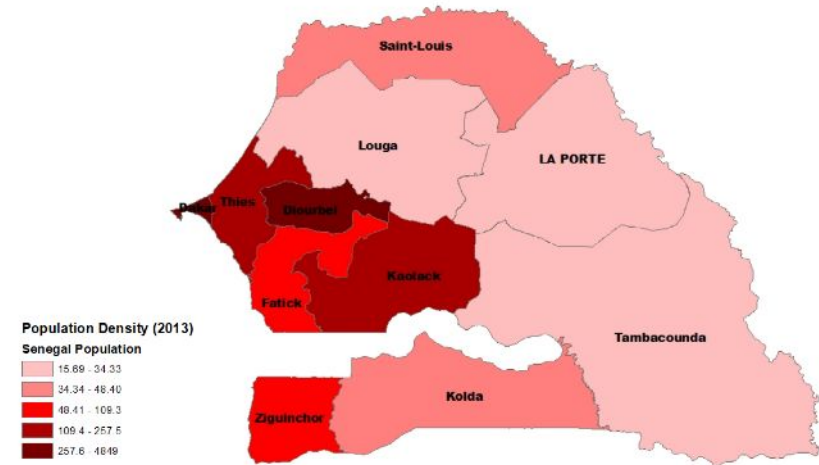 Saint-Louis
Louga
LA PORTE
Dakar
Thies
Diourbel
Kaolack
Fatick
Tambacounda
Kolda
Ziguinchor
Population Density (2013)
Senegal Population
15.69 - 34.33
34.34 - 48.40
48.41 - 109.3
109.4 - 257.5
257.6 - 4849